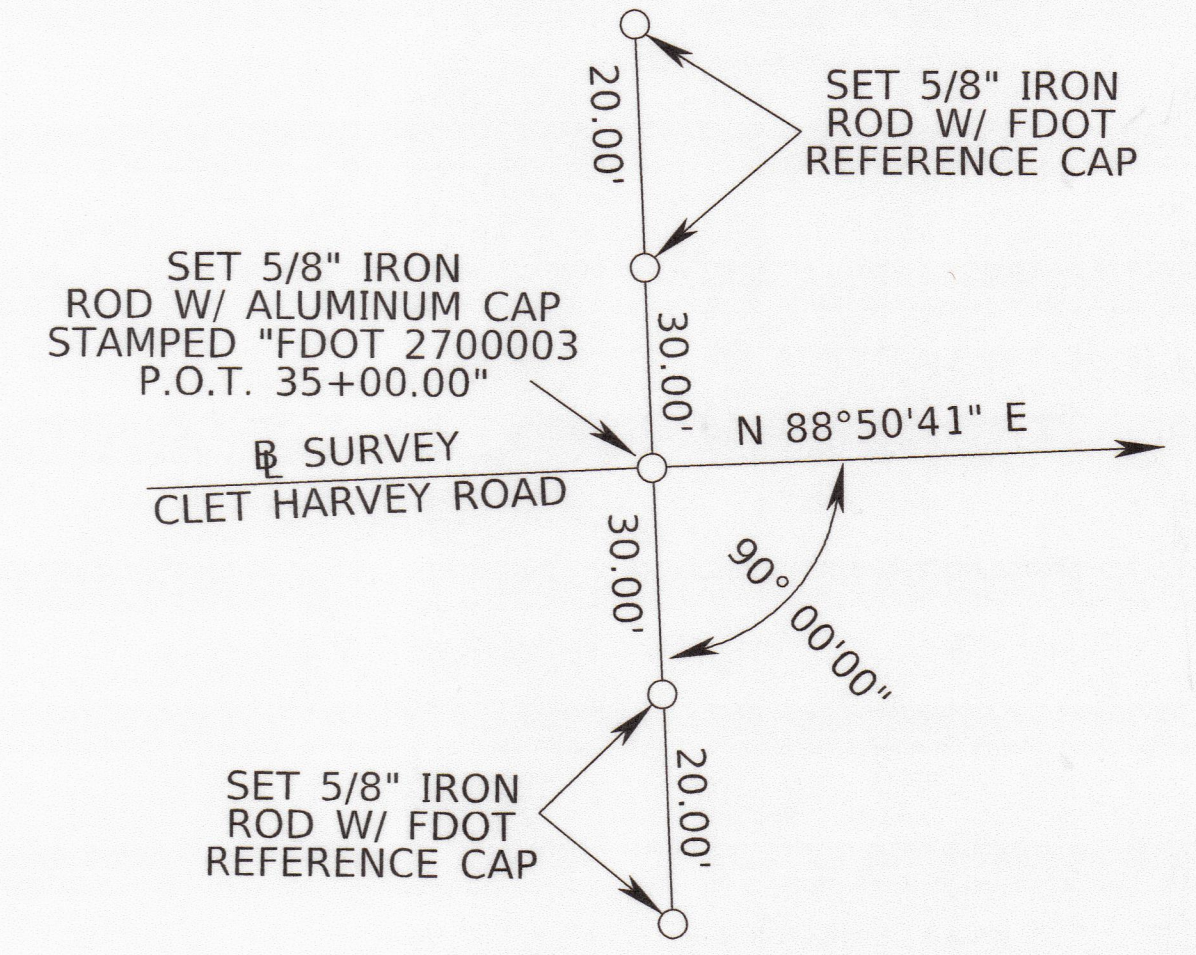 20.00'
SET 5/8" IRON
ROD W/ FDOT
REFERENCE CAP
SET 5/8" IRON
ROD W/ ALUMINUM CAP
STAMPED "FDOT 2700003
P.O.T. 35+00.00"
30.00'
N 88°50'41" E
BL SURVEY
CLET HARVEY ROAD
30.00'
90° 00'00"
SET 5/8" IRON
ROD W/ FDOT
REFERENCE CAP
20.00'